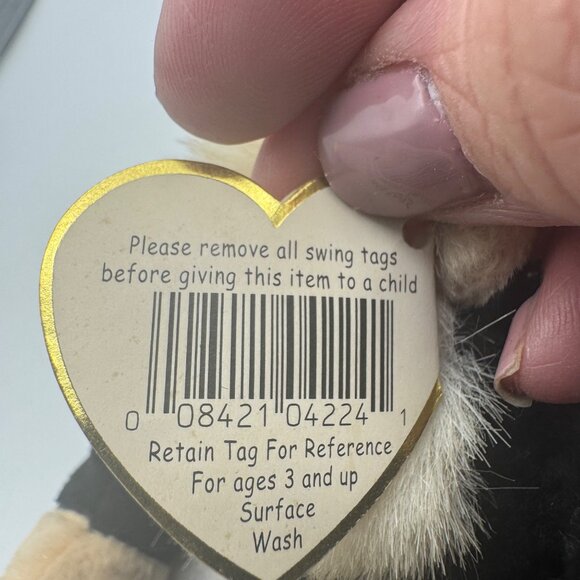 Please remove all swing tags
before giving this item to a child
0 08421 04224 1
Retain Tag For Reference
For ages 3 and up
Surface
Wash